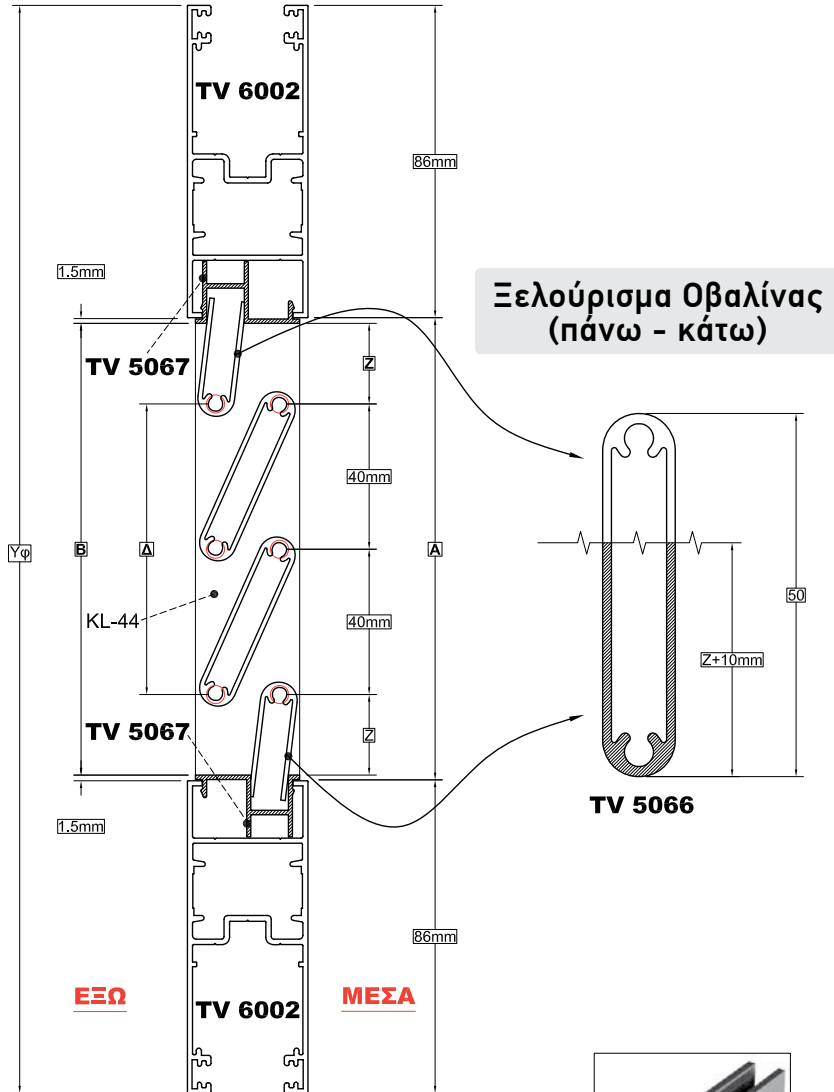 TV 6002
86mm
1.5mm
Ξελούρισμα Οβαλίνας
(πάνω - κάτω)
TV 5067
Z
40mm
Yφ
B
Δ
A
KL-44
40mm
50
Z+10mm
TV 5067
Z
TV 5066
1.5mm
86mm
ΕΞΩ
ΜΕΣΑ
TV 6002